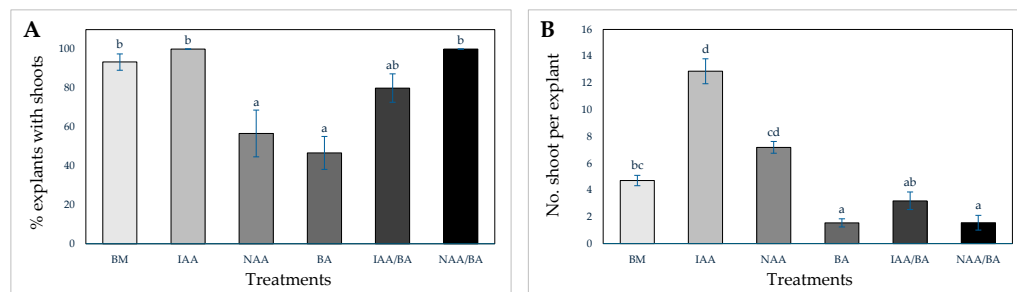 A
% explants with shoots
100
80
60
40
20
0
b
b
a
a
ab
b
BM IAA NAA BA IAA/BA NAA/BA
Treatments
B
No. shoot per explant
16
14
12
10
8
6
4
2
0
bc
d
cd
a
ab
a
BM IAA NAA BA IAA/BA NAA/BA
Treatments